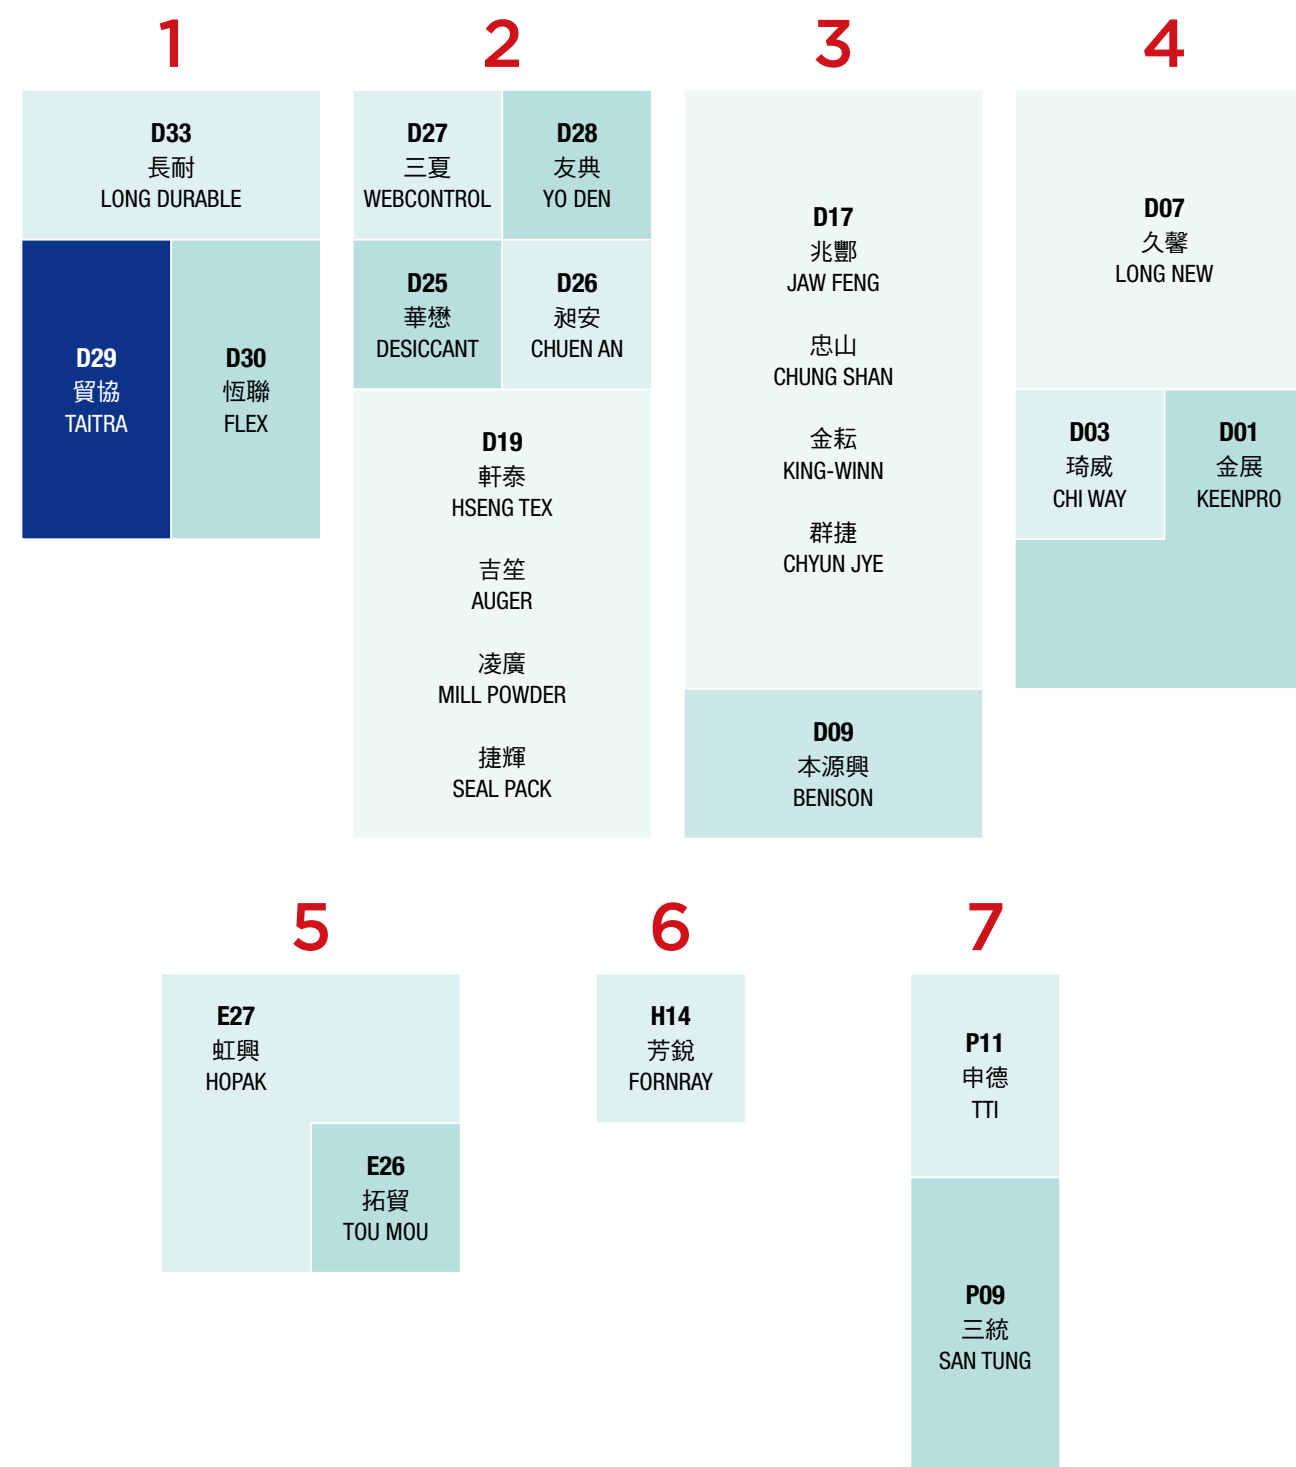 1
D33
長耐
LONG DURABLE
D29
貿協
TAITRA
D30
恆聯
FLEX
2
D27
三夏
WEBCONTROL
D28
友典
YO DEN
D25
華懋
DESICCANT
D26
昶安
CHUEN AN
D19
軒泰
HSENG TEX
吉笙
AUGER
凌廣
MILL POWDER
捷輝
SEAL PACK
3
D17
兆酆
JAW FENG
忠山
CHUNG SHAN
金耘
KING-WINN
群捷
CHYUN JYE
D09
本源興
BENISON
4
D07
久馨
LONG NEW
D03
琦威
CHI WAY
D01
金展
KEENPRO
5
E27
虹興
HOPAK
E26
拓貿
TOU MOU
6
H14
芳銳
FORNRAY
7
P11
申德
TTI
P09
三統
SAN TUNG